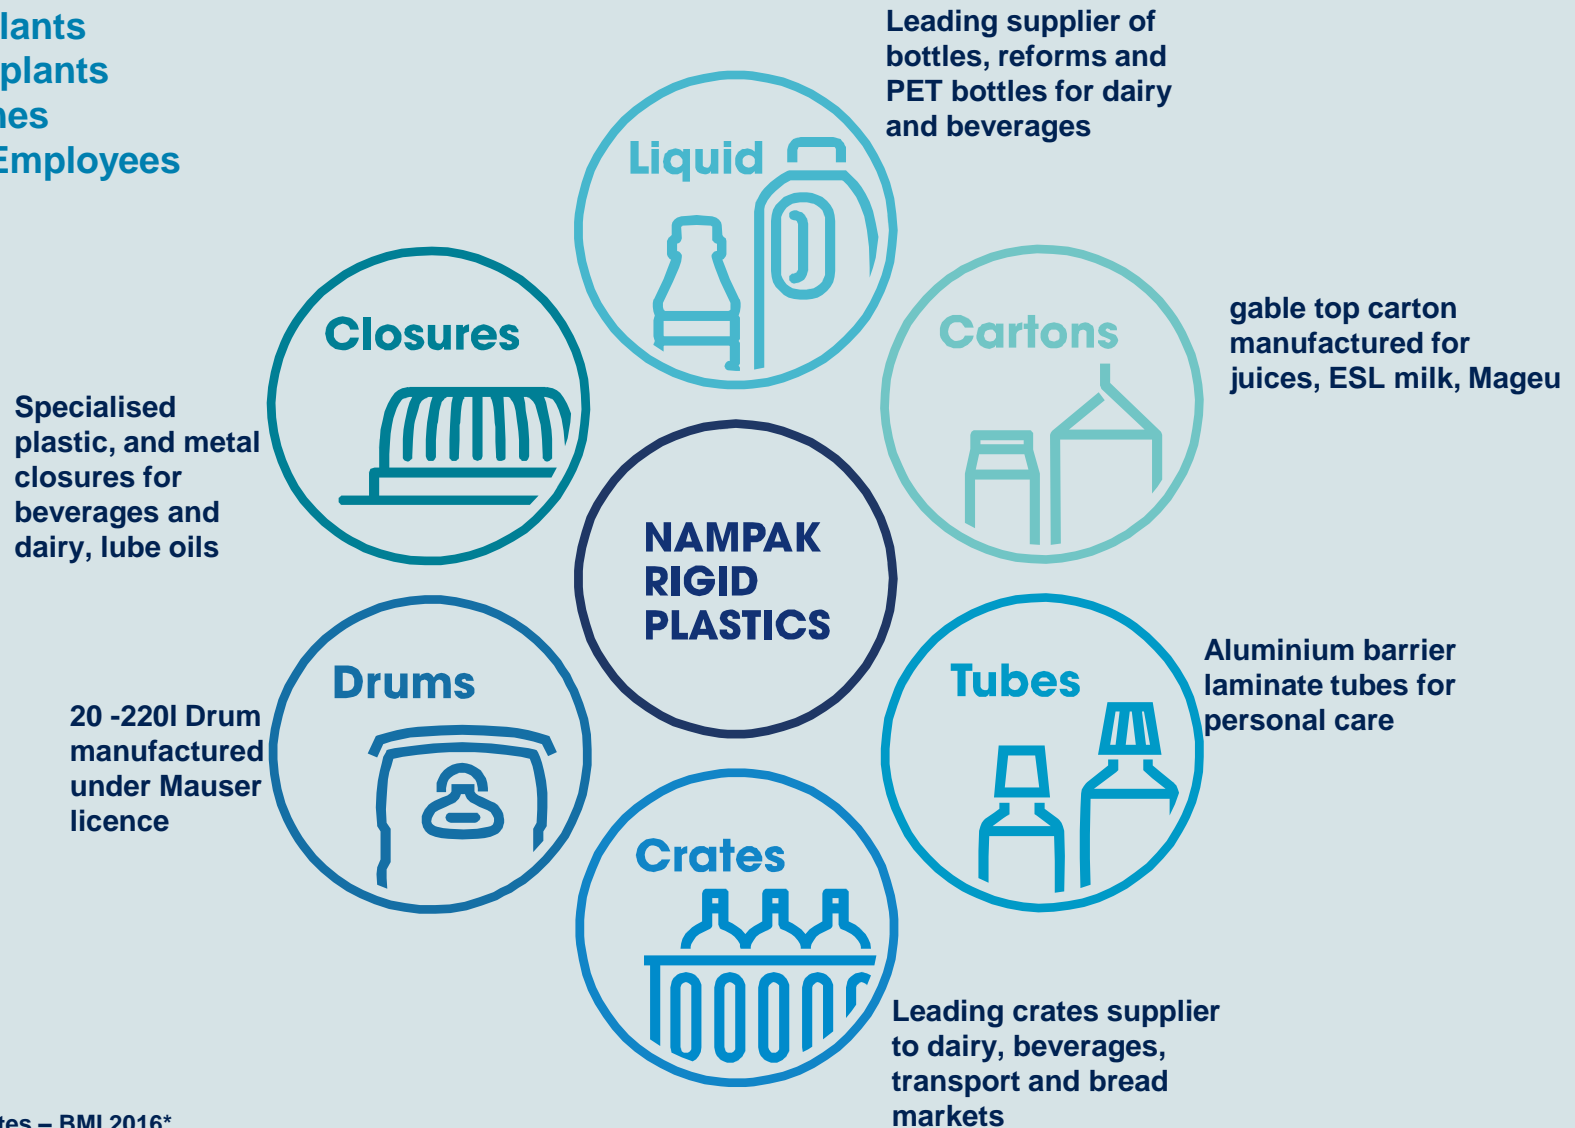 lants
plants
nes
Employees
Leading supplier of
bottles, reforms and
PET bottles for dairy
and beverages
Liquid
Closures
Cartons
gable top carton
manufactured for
juices, ESL milk, Mageu
Specialised
plastic, and metal
closures for
beverages and
dairy, lube oils
NAMPAK
RIGID
PLASTICS
Drums
20 -220l Drum
manufactured
under Mauser
licence
Tubes
Aluminium barrier
laminate tubes for
personal care
Crates
Leading crates supplier
to dairy, beverages,
transport and bread
markets
tes – BMI 2016*